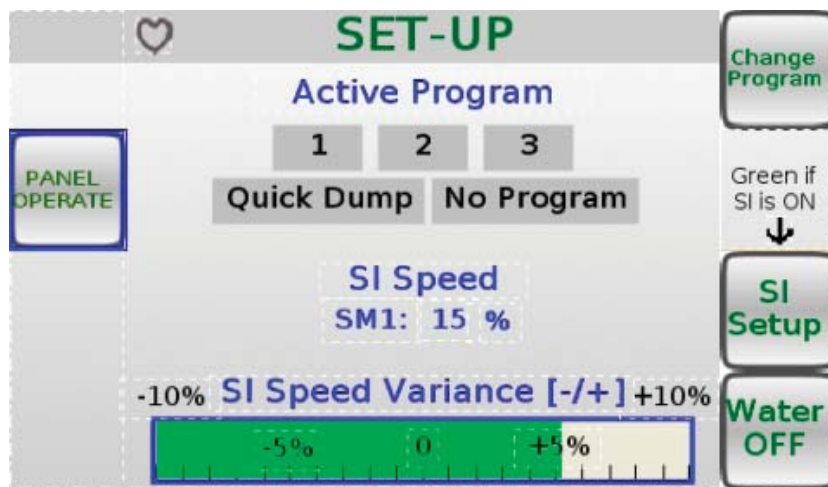 SET-UP
Change
Program
Active Program
1 2 3
PANEL
OPERATE
Quick Dump No Program
Green if
SI is ON
SI Speed
SM1: 15 %
SI
Setup
-10% SI Speed Variance [-/+] +10%
-5% 0 +5%
Water
OFF